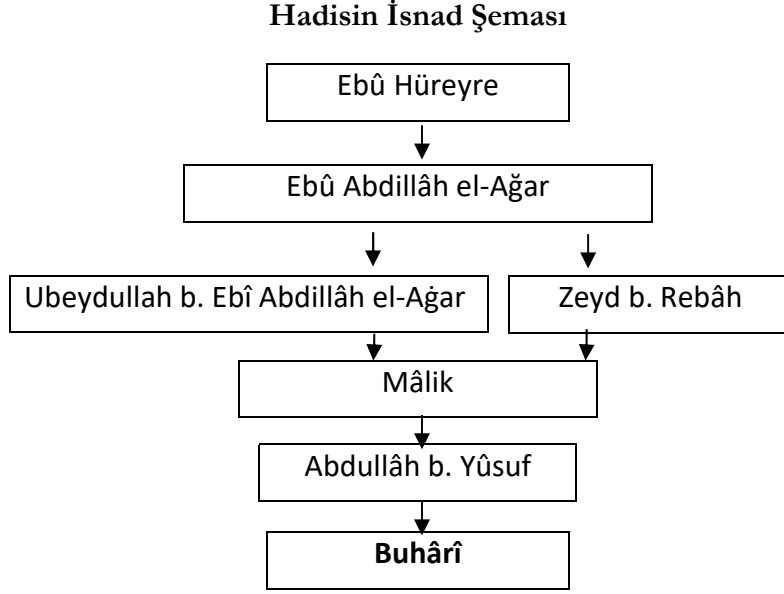 Hadisin İsnad Şeması
Ebû Hüreyre
Ebû Abdillâh el-Ağar
Ubeydullah b. Ebî Abdillâh el-Aġar
Zeyd b. Rebâh
Mâlik
Abdullâh b. Yûsuf
Buhârî